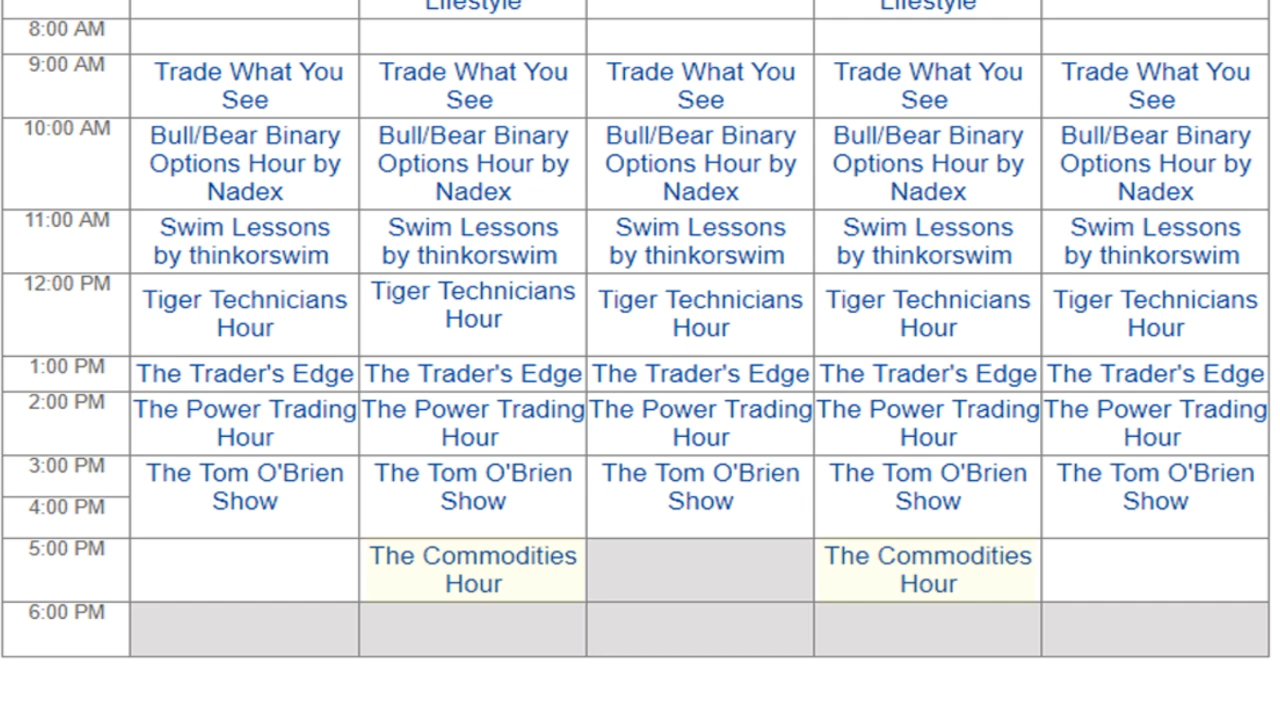 Lifestyle Lifestyle
8:00 AM
9:00 AM
Trade What You See
Trade What You See
Trade What You See
Trade What You See
Trade What You See
10:00 AM
Bull/Bear Binary Options Hour by Nadex
Bull/Bear Binary Options Hour by Nadex
Bull/Bear Binary Options Hour by Nadex
Bull/Bear Binary Options Hour by Nadex
Bull/Bear Binary Options Hour by Nadex
11:00 AM
Swim Lessons by thinkorswim
Swim Lessons by thinkorswim
Swim Lessons by thinkorswim
Swim Lessons by thinkorswim
Swim Lessons by thinkorswim
12:00 PM
Tiger Technicians Hour
Tiger Technicians Hour
Tiger Technicians Hour
Tiger Technicians Hour
Tiger Technicians Hour
1:00 PM
The Trader's Edge
The Trader's Edge
The Trader's Edge
The Trader's Edge
The Trader's Edge
2:00 PM
The Power Trading Hour
The Power Trading Hour
The Power Trading Hour
The Power Trading Hour
The Power Trading Hour
3:00 PM
The Tom O'Brien Show
The Tom O'Brien Show
The Tom O'Brien Show
The Tom O'Brien Show
The Tom O'Brien Show
4:00 PM
5:00 PM
The Commodities Hour
The Commodities Hour
6:00 PM